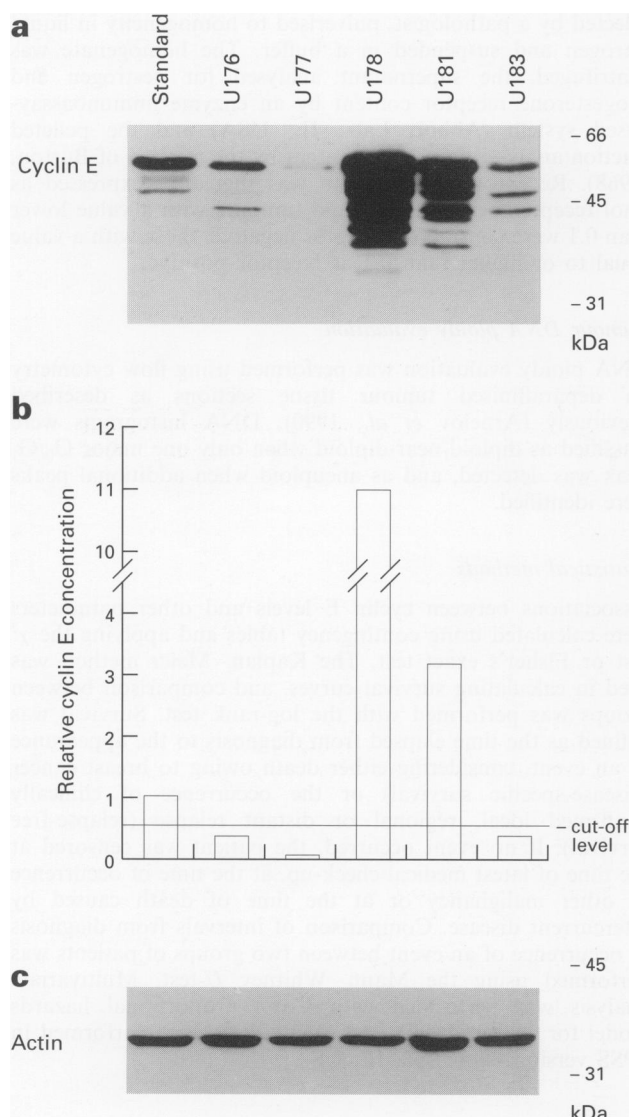 a
Standard
U176
U177
U178
U181
U183
Cyclin E
– 66
– 45
– 31
kDa
b
Relative cyclin E concentration
12
11
10
4
3
2
1
0
cut-off
level
–45
c
Actin
–31
kDa